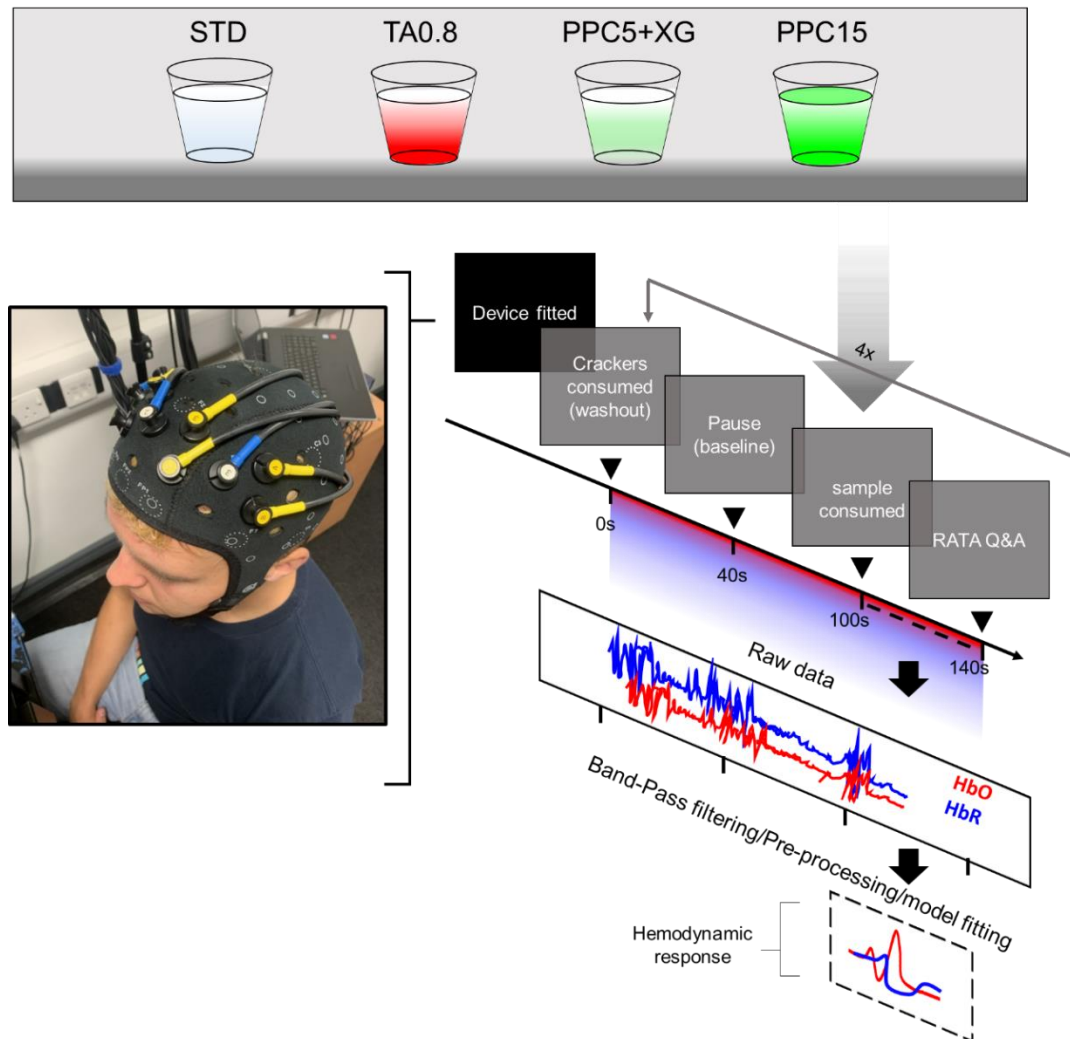 STD
TA0.8
PPC5+XG
PPC15
Device fitted
Crackers
consumed
(washout)
Pause
(baseline)
sample
consumed
RATA Q&A
4x
0s
40s
100s
140s
Raw data
HbO
HbR
Band-Pass filtering/Pre-processing/model fitting
Hemodynamic
response